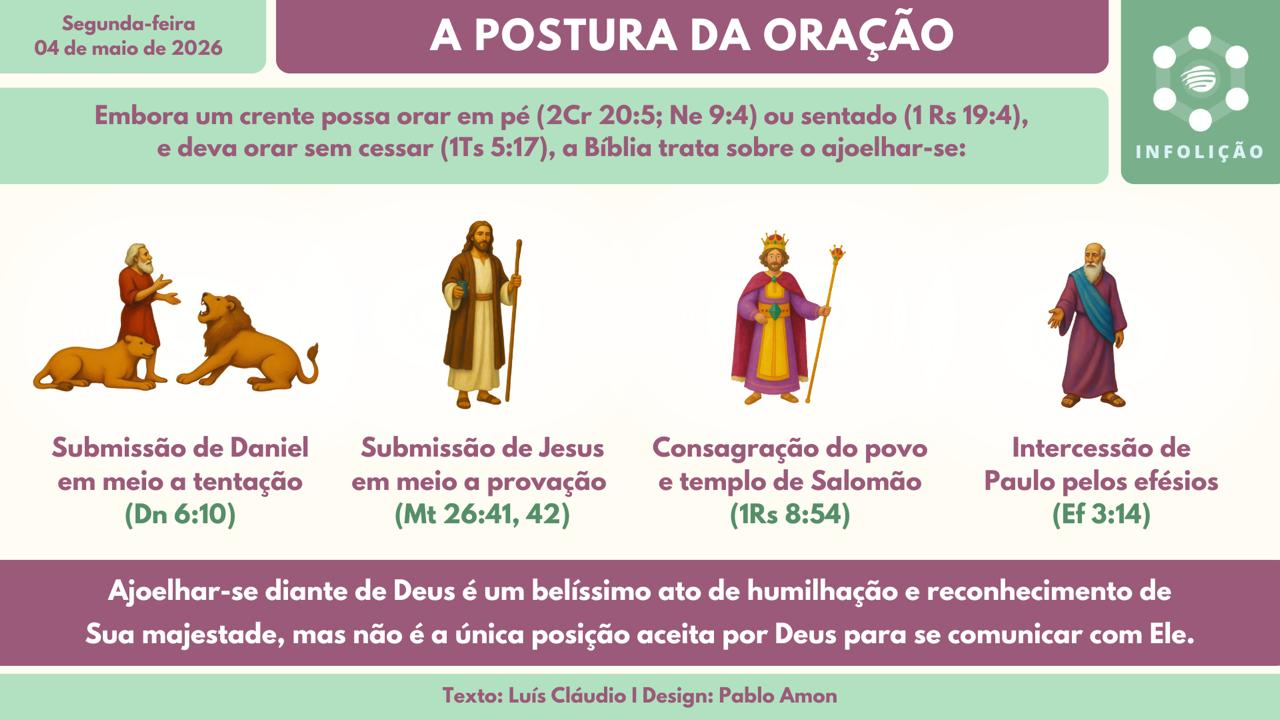 Segunda-feira
04 de maio de 2026
A POSTURA DA ORAÇÃO
INFOLIÇÃO
Embora um crente possa orar em pé (2Cr 20:5; Ne 9:4) ou sentado (1 Rs 19:4),
e deva orar sem cessar (1Ts 5:17), a Bíblia trata sobre o ajoelhar-se:
Submissão de Daniel
em meio a tentação
(Dn 6:10)
Submissão de Jesus
em meio a provação
(Mt 26:41, 42)
Consagração do povo
e templo de Salomão
(1Rs 8:54)
Intercessão de
Paulo pelos efésios
(Ef 3:14)
Ajoelhar-se diante de Deus é um belíssimo ato de humilhação e reconhecimento de
Sua majestade, mas não é a única posição aceita por Deus para se comunicar com Ele.
Texto: Luís Cláudio I Design: Pablo Amon